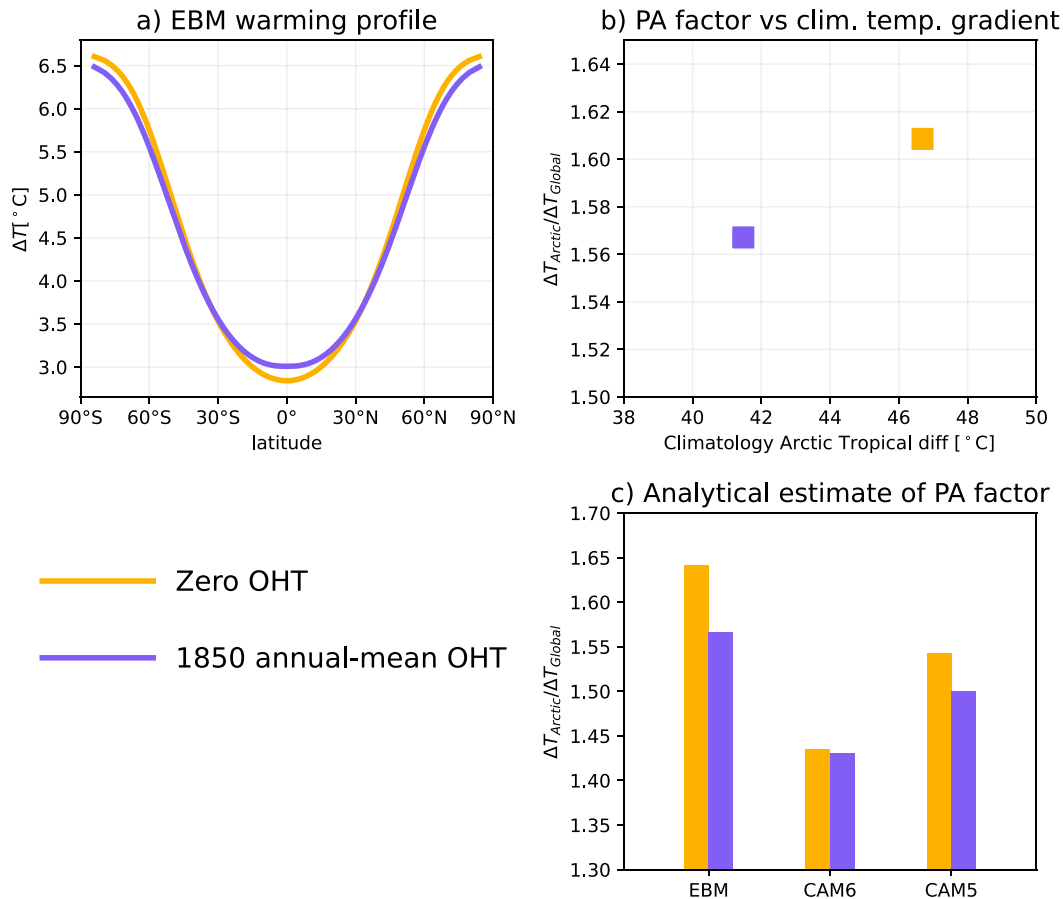 a) EBM warming profile
ΔT[°C]
6.5
6.0
5.5
5.0
4.5
4.0
3.5
3.0
90°S 60°S 30°S 0° 30°N 60°N 90°N
latitude
b) PA factor vs clim. temp. gradient
ΔT_Arctic/ΔT_Global
1.64
1.62
1.60
1.58
1.56
1.54
1.52
1.50
38 40 42 44 46 48 50
Climatology Arctic Tropical diff [°C]
Zero OHT
1850 annual-mean OHT
c) Analytical estimate of PA factor
ΔT_Arctic/ΔT_Global
1.70
1.65
1.60
1.55
1.50
1.45
1.40
1.35
1.30
EBM CAM6 CAM5